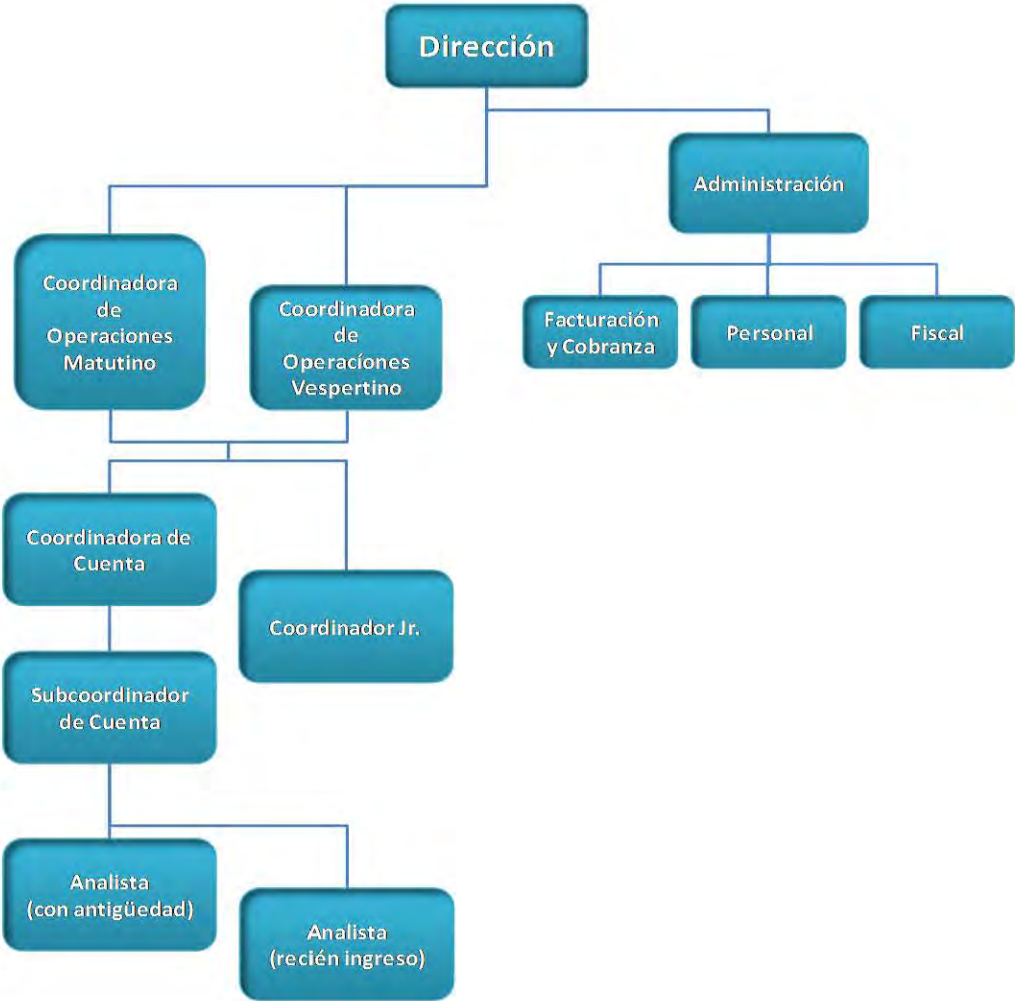 Dirección
Administración
Coordinadora
de
Operaciones
Matutino
Coordinadora
de
Operaciones
Vespertino
Facturación
y Cobranza
Personal
Fiscal
Coordinadora de
Cuenta
Coordinador Jr.
Subcoordinador
de Cuenta
Analista
(con antigüedad)
Analista
(recién ingreso)